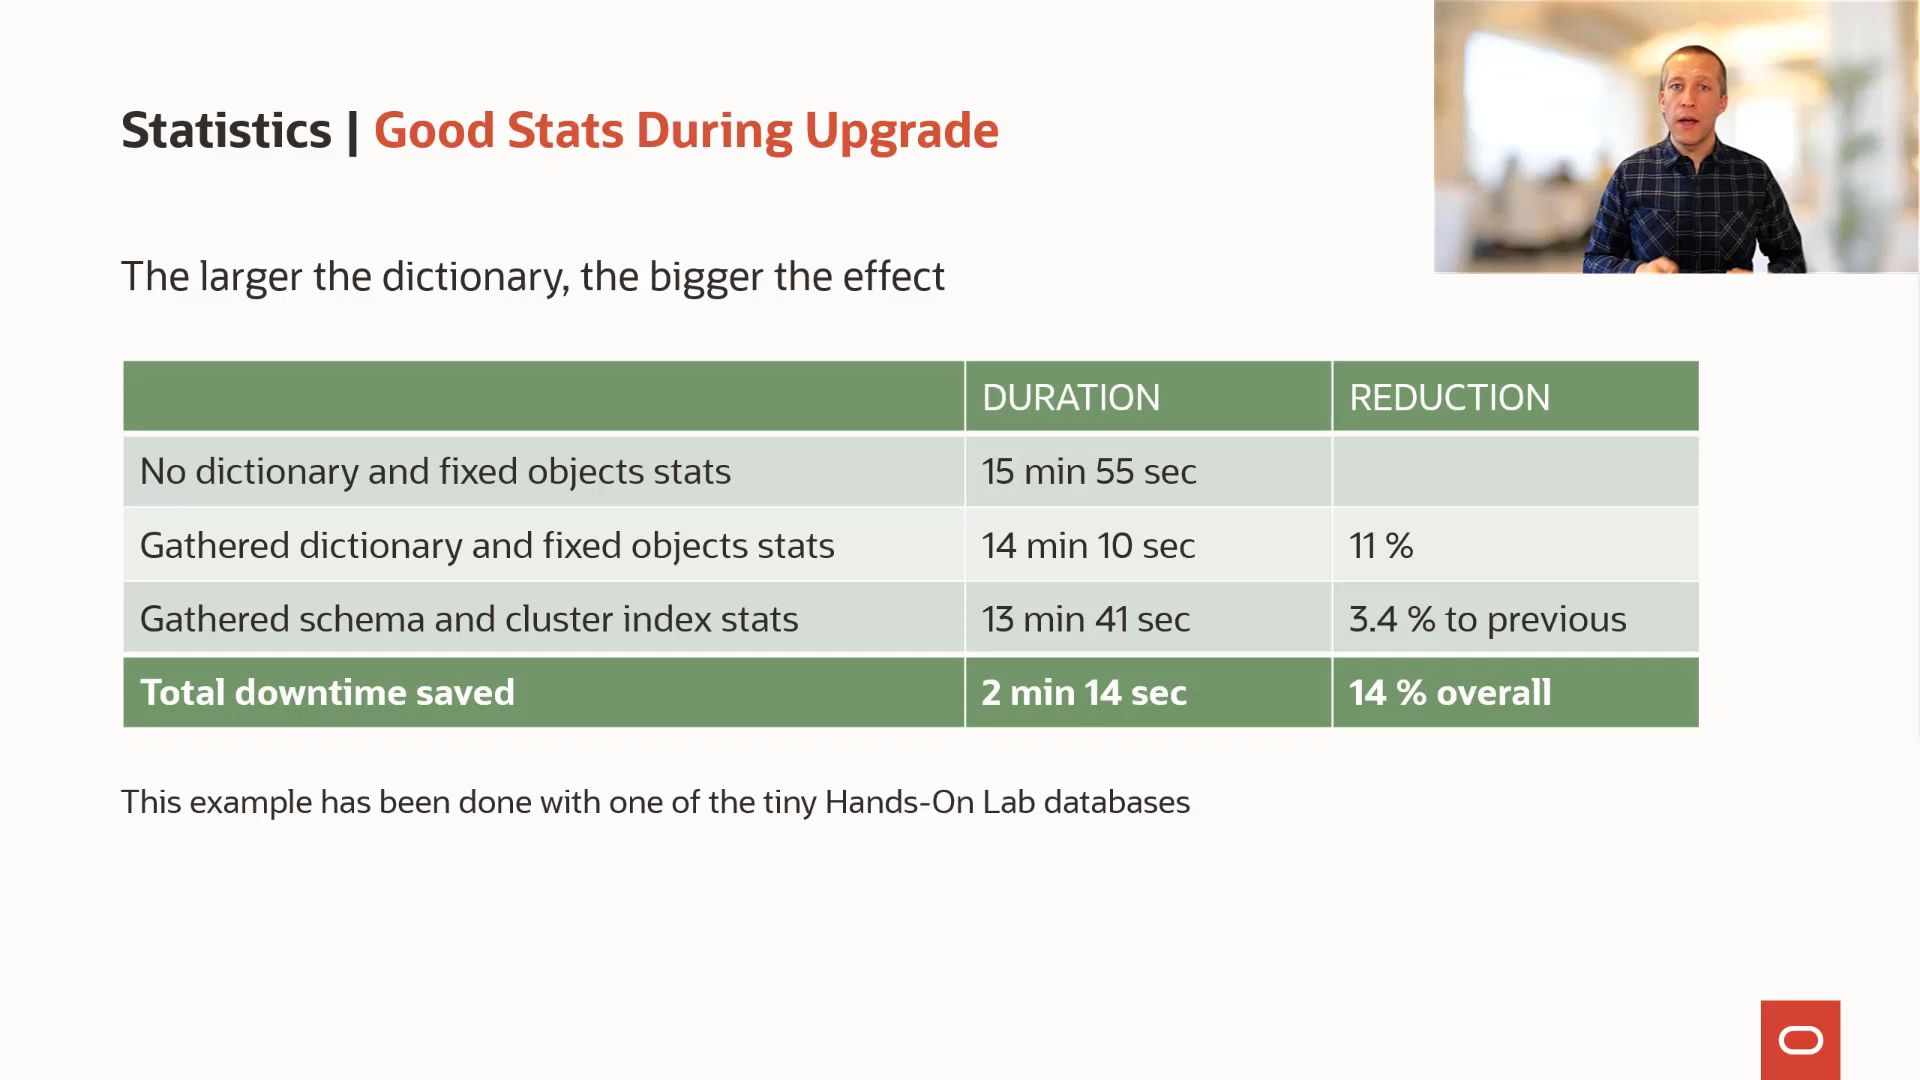 Statistics | Good Stats During Upgrade
The larger the dictionary, the bigger the effect
DURATION REDUCTION
No dictionary and fixed objects stats 15 min 55 sec
Gathered dictionary and fixed objects stats 14 min 10 sec 11 %
Gathered schema and cluster index stats 13 min 41 sec 3.4 % to previous
Total downtime saved 2 min 14 sec 14 % overall
This example has been done with one of the tiny Hands-On Lab databases